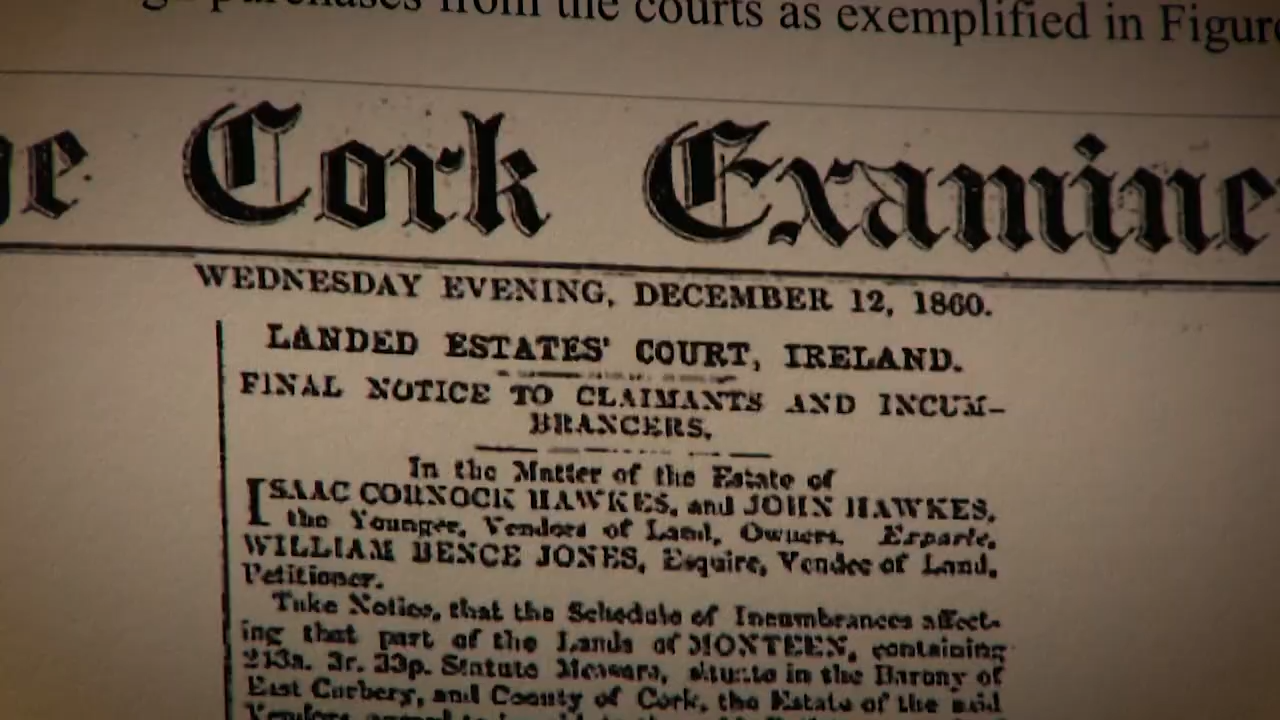 purchases from the courts as exemplified in Figure
The Cork Examiner
WEDNESDAY EVENING, DECEMBER 12, 1860.
LANDED ESTATES' COURT, IRELAND.
FINAL NOTICE TO CLAIMANTS AND INCUM-
BRANCERS.
In the Matter of the Estate of
ISAAC CORNOCK HAWKES, and JOHN HAWKES,
the Younger, Vendors of Land, Owners. Exparte,
WILLIAM BENCE JONES, Esquire, Vendee of Land,
Petitioner.
Take Notice, that the Schedule of Incumbrances affect-
ing that part of the Lands of MONTEEN, containing
213a. 3r. 33p. Statute Measure, situate in the Barony of
East Carbery, and County of Cork, the Estate of the said
Vendors